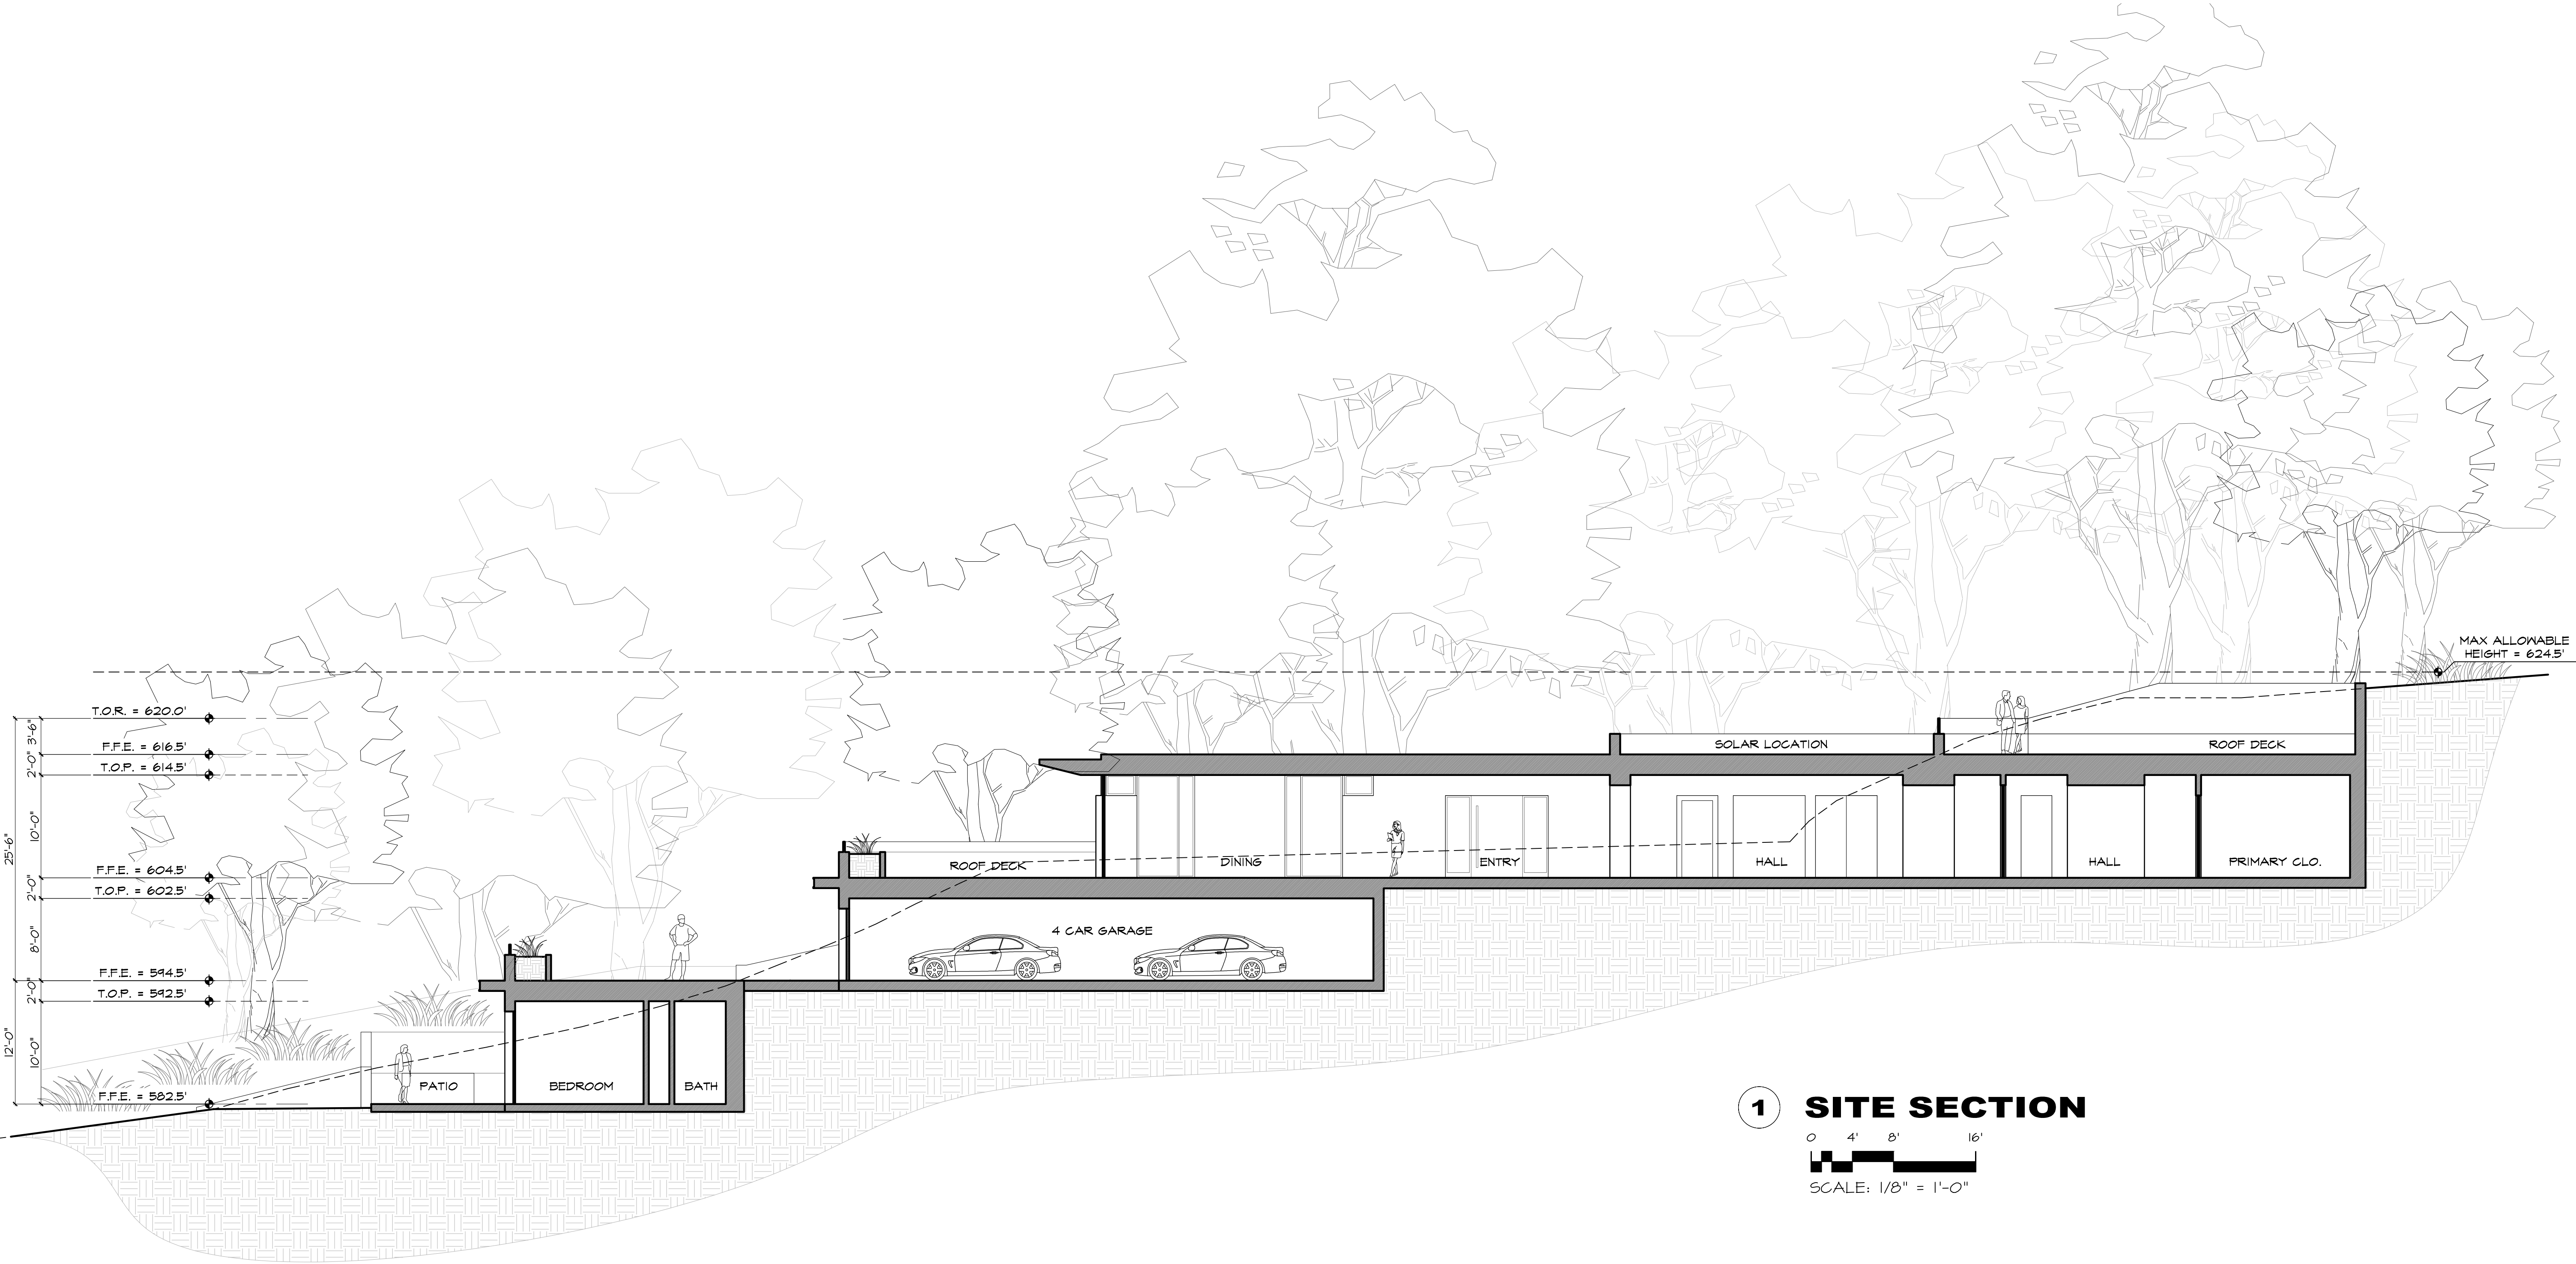 MAX ALLOWABLE
HEIGHT = 624.5'
T.O.R. = 620.0'
3'-6"
F.F.E. = 616.5'
2'-0"
T.O.P. = 614.5'
10'-0"
25'-6"
F.F.E. = 604.5'
2'-0"
T.O.P. = 602.5'
8'-0"
F.F.E. = 594.5'
2'-0"
T.O.P. = 592.5'
10'-0"
12'-0"
F.F.E. = 582.5'
SOLAR LOCATION
ROOF DECK
ROOF DECK
DINING
ENTRY
HALL
HALL
PRIMARY CLO.
4 CAR GARAGE
PATIO
BEDROOM
BATH
1 SITE SECTION
0 4' 8' 16'
SCALE: 1/8" = 1'-0"